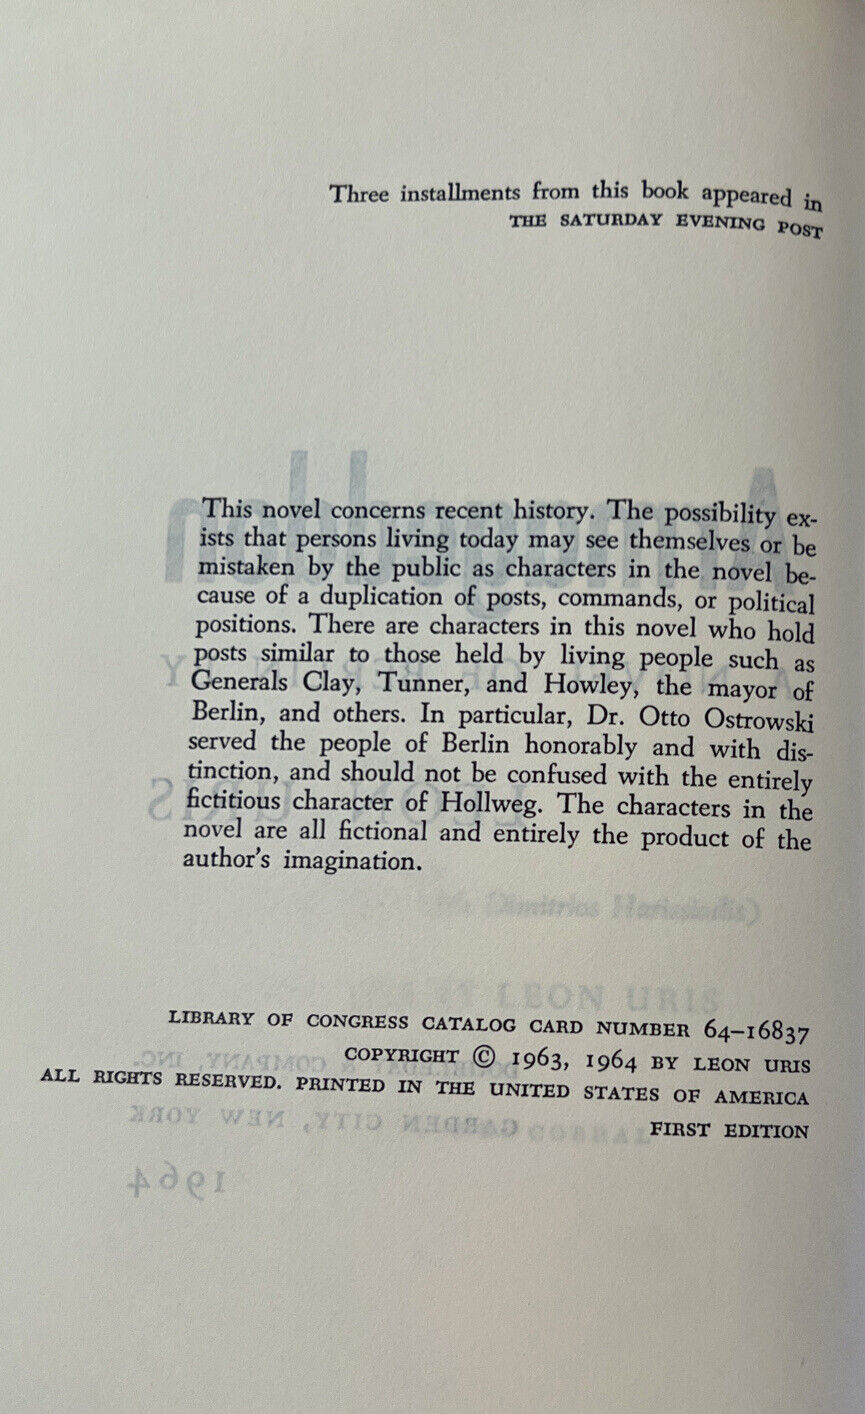 Three installments from this book appeared in
THE SATURDAY EVENING POST
This novel concerns recent history. The possibility ex-
ists that persons living today may see themselves or be
mistaken by the public as characters in the novel be-
cause of a duplication of posts, commands, or political
positions. There are characters in this novel who hold
posts similar to those held by living people such as
Generals Clay, Tunner, and Howley, the mayor of
Berlin, and others. In particular, Dr. Otto Ostrowski
served the people of Berlin honorably and with dis-
tinction, and should not be confused with the entirely
fictitious character of Hollweg. The characters in the
novel are all fictional and entirely the product of the
author's imagination.
LIBRARY OF CONGRESS CATALOG CARD NUMBER 64–16837
COPYRIGHT © 1963, 1964 BY LEON URIS
ALL RIGHTS RESERVED. PRINTED IN THE UNITED STATES OF AMERICA
FIRST EDITION